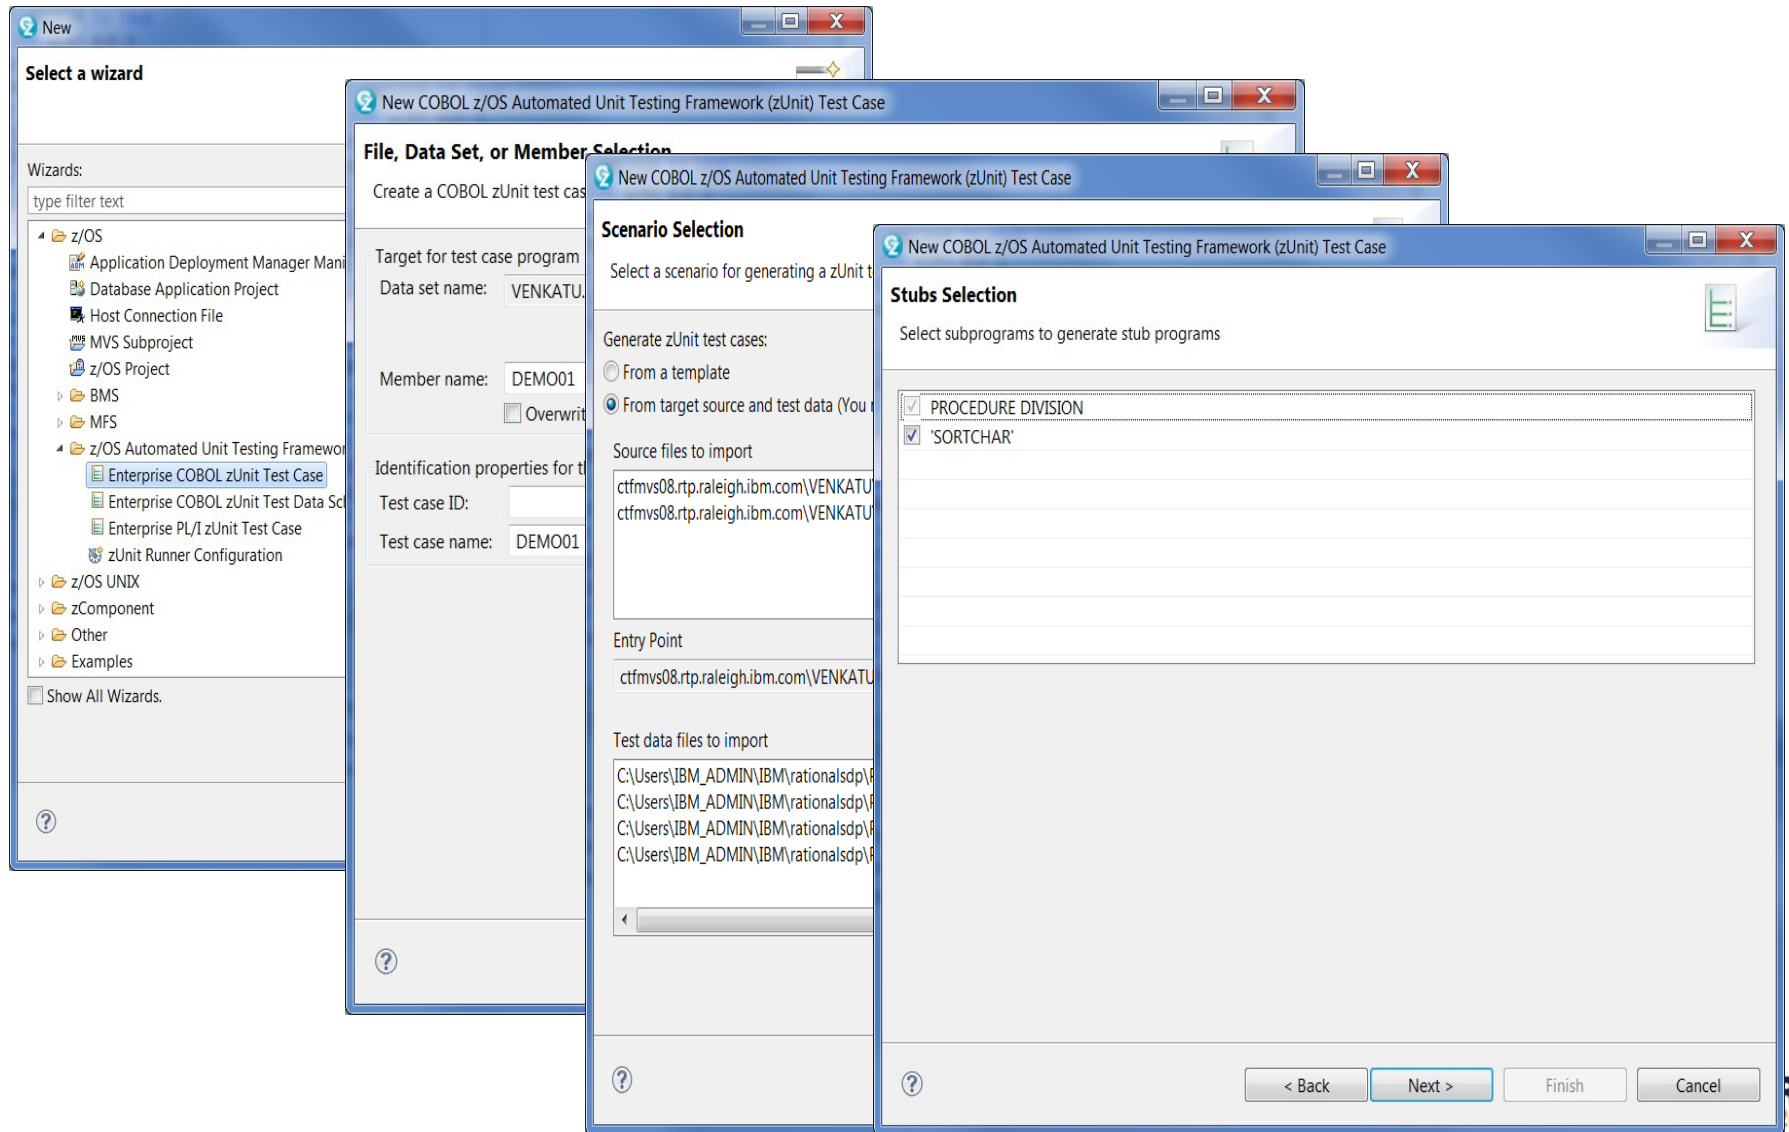 New
Select a wizard
Wizards:
type filter text
z/OS
Application Deployment Manager Mani
Database Application Project
Host Connection File
MVS Subproject
z/OS Project
BMS
MFS
z/OS Automated Unit Testing Framewor
Enterprise COBOL zUnit Test Case
Enterprise COBOL zUnit Test Data Scl
Enterprise PL/I zUnit Test Case
zUnit Runner Configuration
z/OS UNIX
zComponent
Other
Examples
Show All Wizards.
New COBOL z/OS Automated Unit Testing Framework (zUnit) Test Case
File, Data Set, or Member Selection
Create a COBOL zUnit test cas
Target for test case program
Data set name: VENKATU.
Member name: DEMO01
Overwrit
Identification properties for th
Test case ID:
Test case name: DEMO01
New COBOL z/OS Automated Unit Testing Framework (zUnit) Test Case
Scenario Selection
Select a scenario for generating a zUnit t
Generate zUnit test cases:
From a template
From target source and test data (You
Source files to import
ctfmvs08.rtp.raleigh.ibm.com\VENKATU
ctfmvs08.rtp.raleigh.ibm.com\VENKATU
Entry Point
ctfmvs08.rtp.raleigh.ibm.com\VENKATU
Test data files to import
C:\Users\IBM_ADMIN\IBM\rationalsdp\
C:\Users\IBM_ADMIN\IBM\rationalsdp\
C:\Users\IBM_ADMIN\IBM\rationalsdp\
C:\Users\IBM_ADMIN\IBM\rationalsdp\
New COBOL z/OS Automated Unit Testing Framework (zUnit) Test Case
Stubs Selection
Select subprograms to generate stub programs
PROCEDURE DIVISION
'SORTCHAR'
< Back
Next >
Finish
Cancel